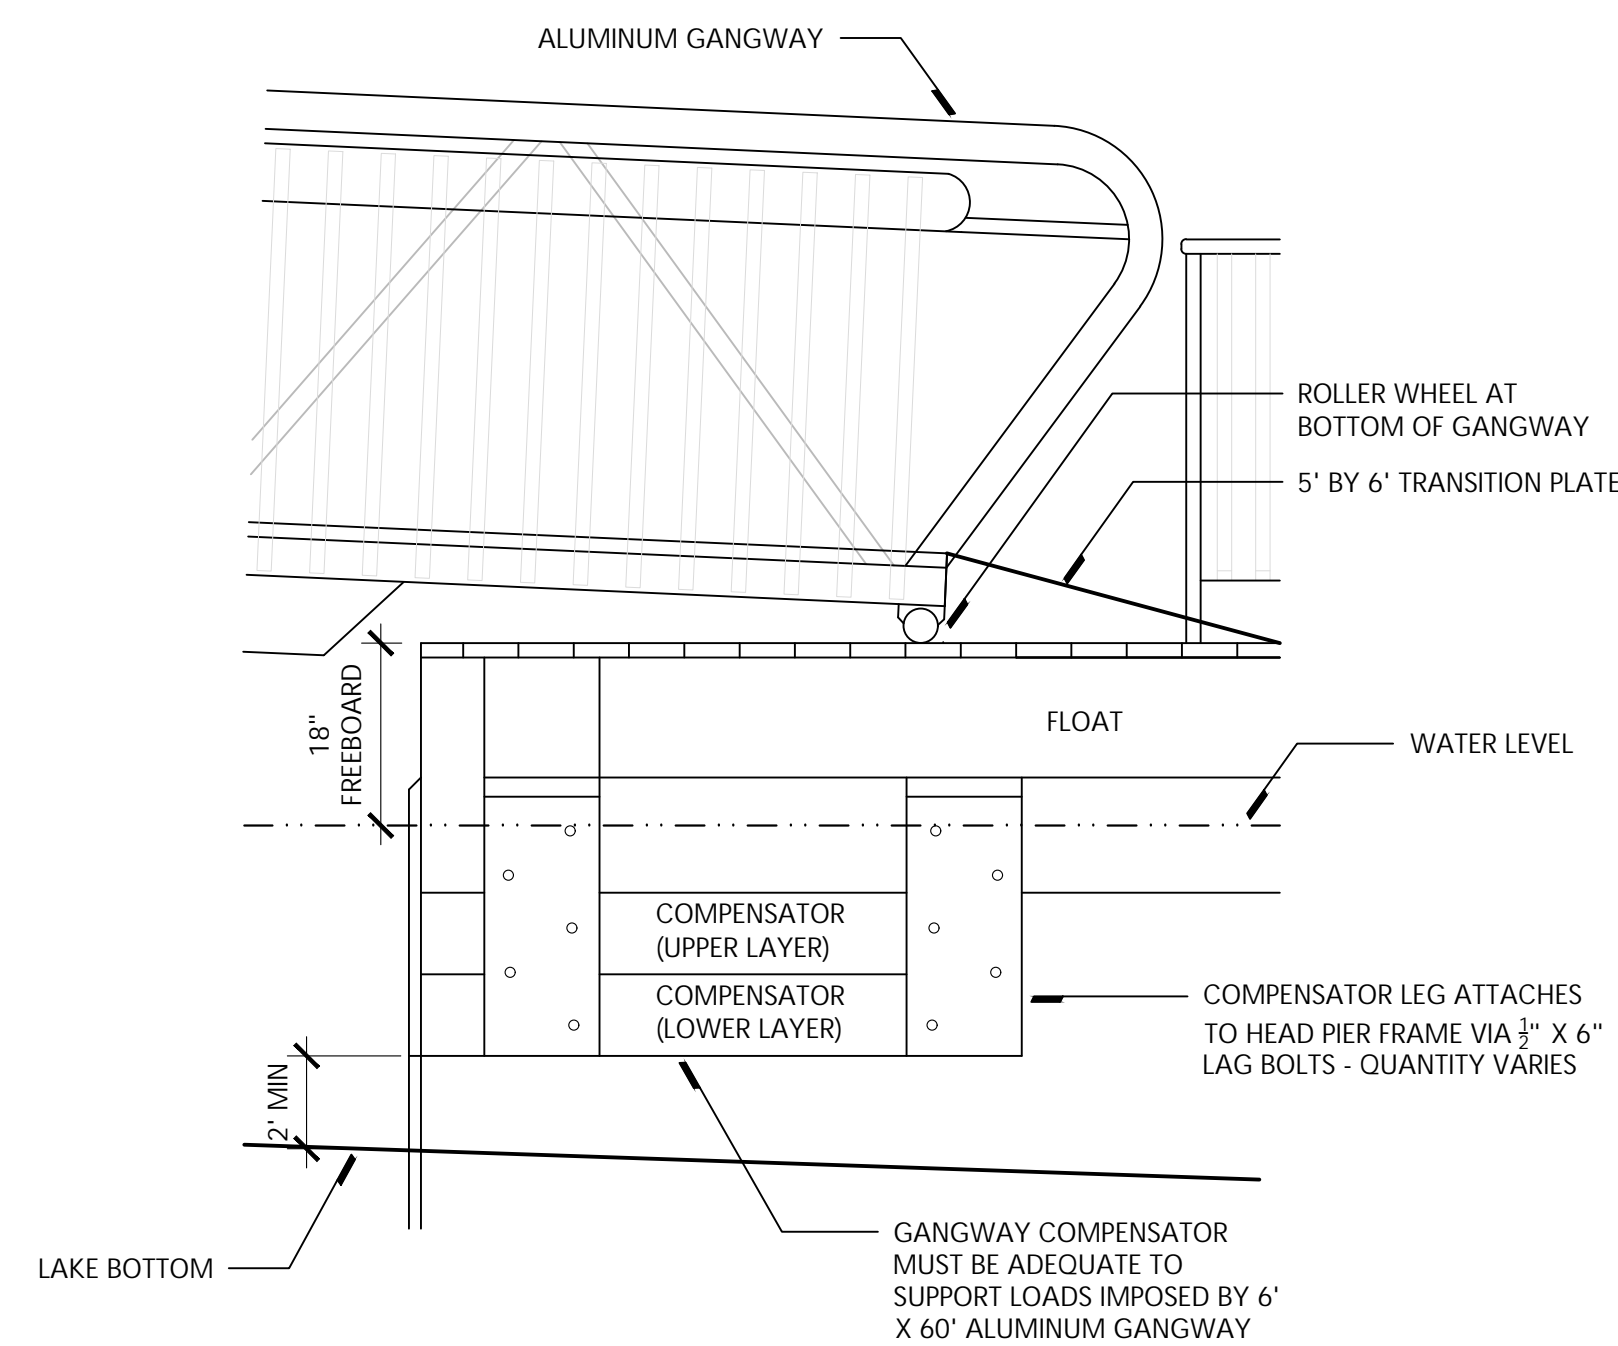 ALUMINUM GANGWAY
ROLLER WHEEL AT
BOTTOM OF GANGWAY
5' BY 6' TRANSITION PLATE
18"
FREEBOARD
FLOAT
WATER LEVEL
COMPENSATOR
(UPPER LAYER)
COMPENSATOR
(LOWER LAYER)
COMPENSATOR LEG ATTACHES
TO HEAD PIER FRAME VIA 1/2" X 6"
LAG BOLTS - QUANTITY VARIES
2' MIN
LAKE BOTTOM
GANGWAY COMPENSATOR
MUST BE ADEQUATE TO
SUPPORT LOADS IMPOSED BY 6'
X 60' ALUMINUM GANGWAY